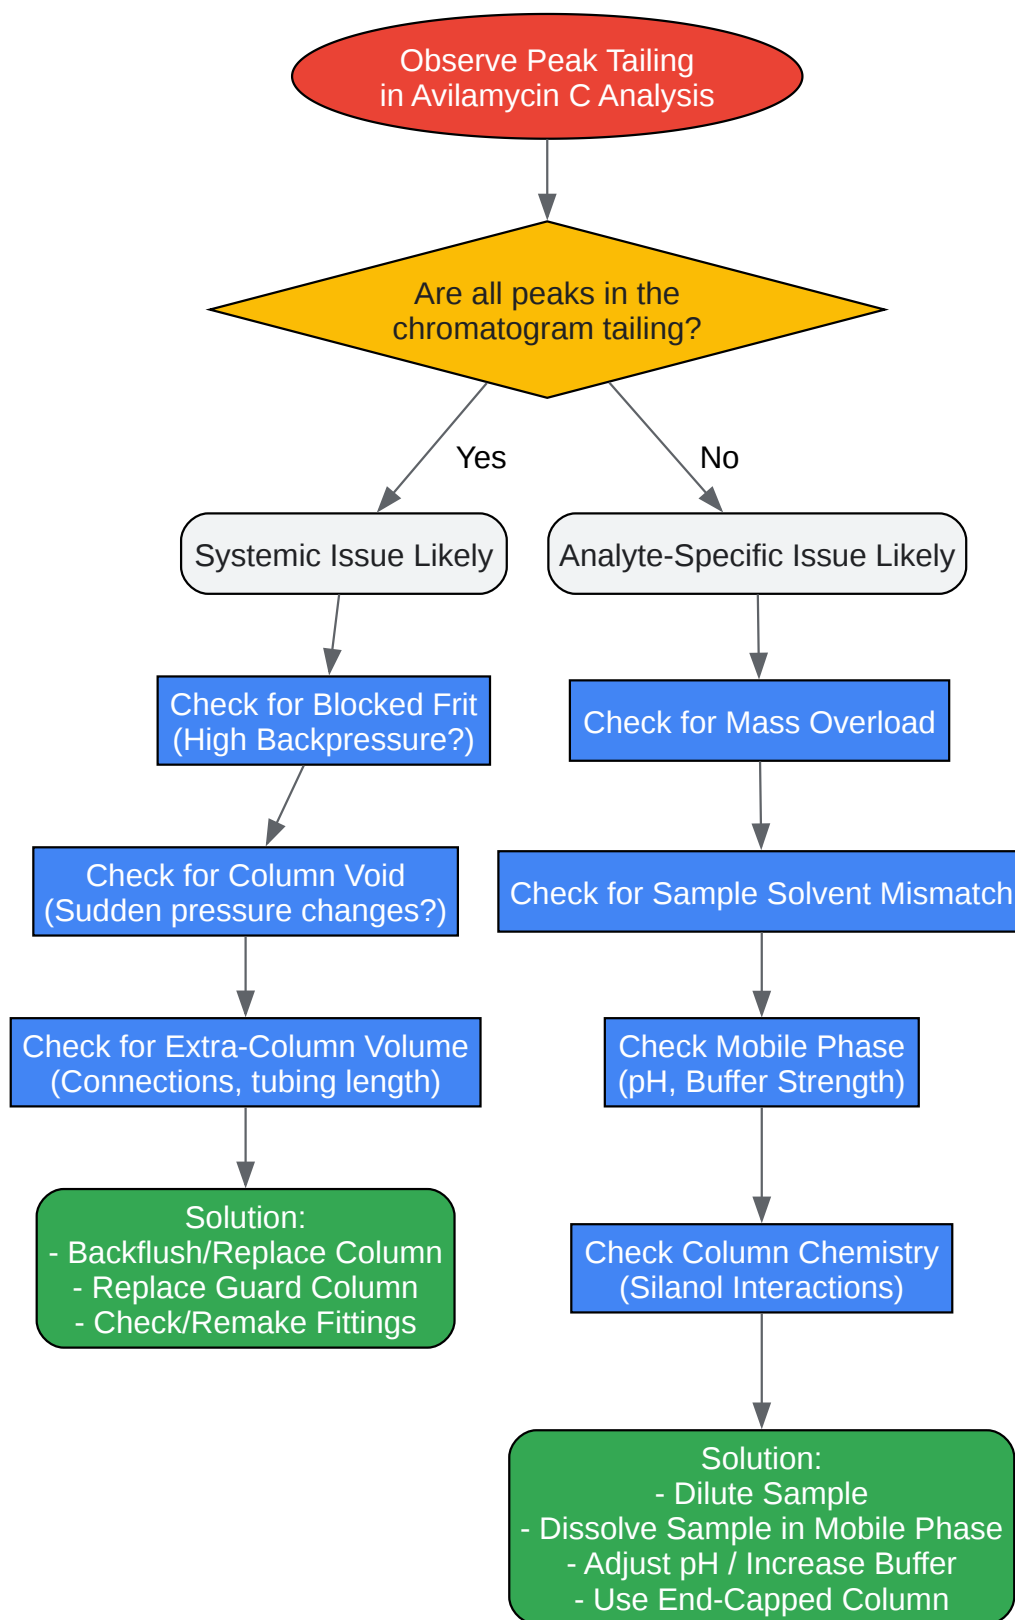 Observe Peak Tailing
in Avilamycin C Analysis
Are all peaks in the
chromatogram tailing?
Yes
No
Systemic Issue Likely
Analyte-Specific Issue Likely
Check for Blocked Frit
(High Backpressure?)
Check for Mass Overload
Check for Column Void
(Sudden pressure changes?)
Check for Sample Solvent Mismatch
Check for Extra-Column Volume
(Connections, tubing length)
Check Mobile Phase
(pH, Buffer Strength)
Solution:
- Backflush/Replace Column
- Replace Guard Column
- Check/Remake Fittings
Check Column Chemistry
(Silanol Interactions)
Solution:
- Dilute Sample
- Dissolve Sample in Mobile Phase
- Adjust pH / Increase Buffer
- Use End-Capped Column